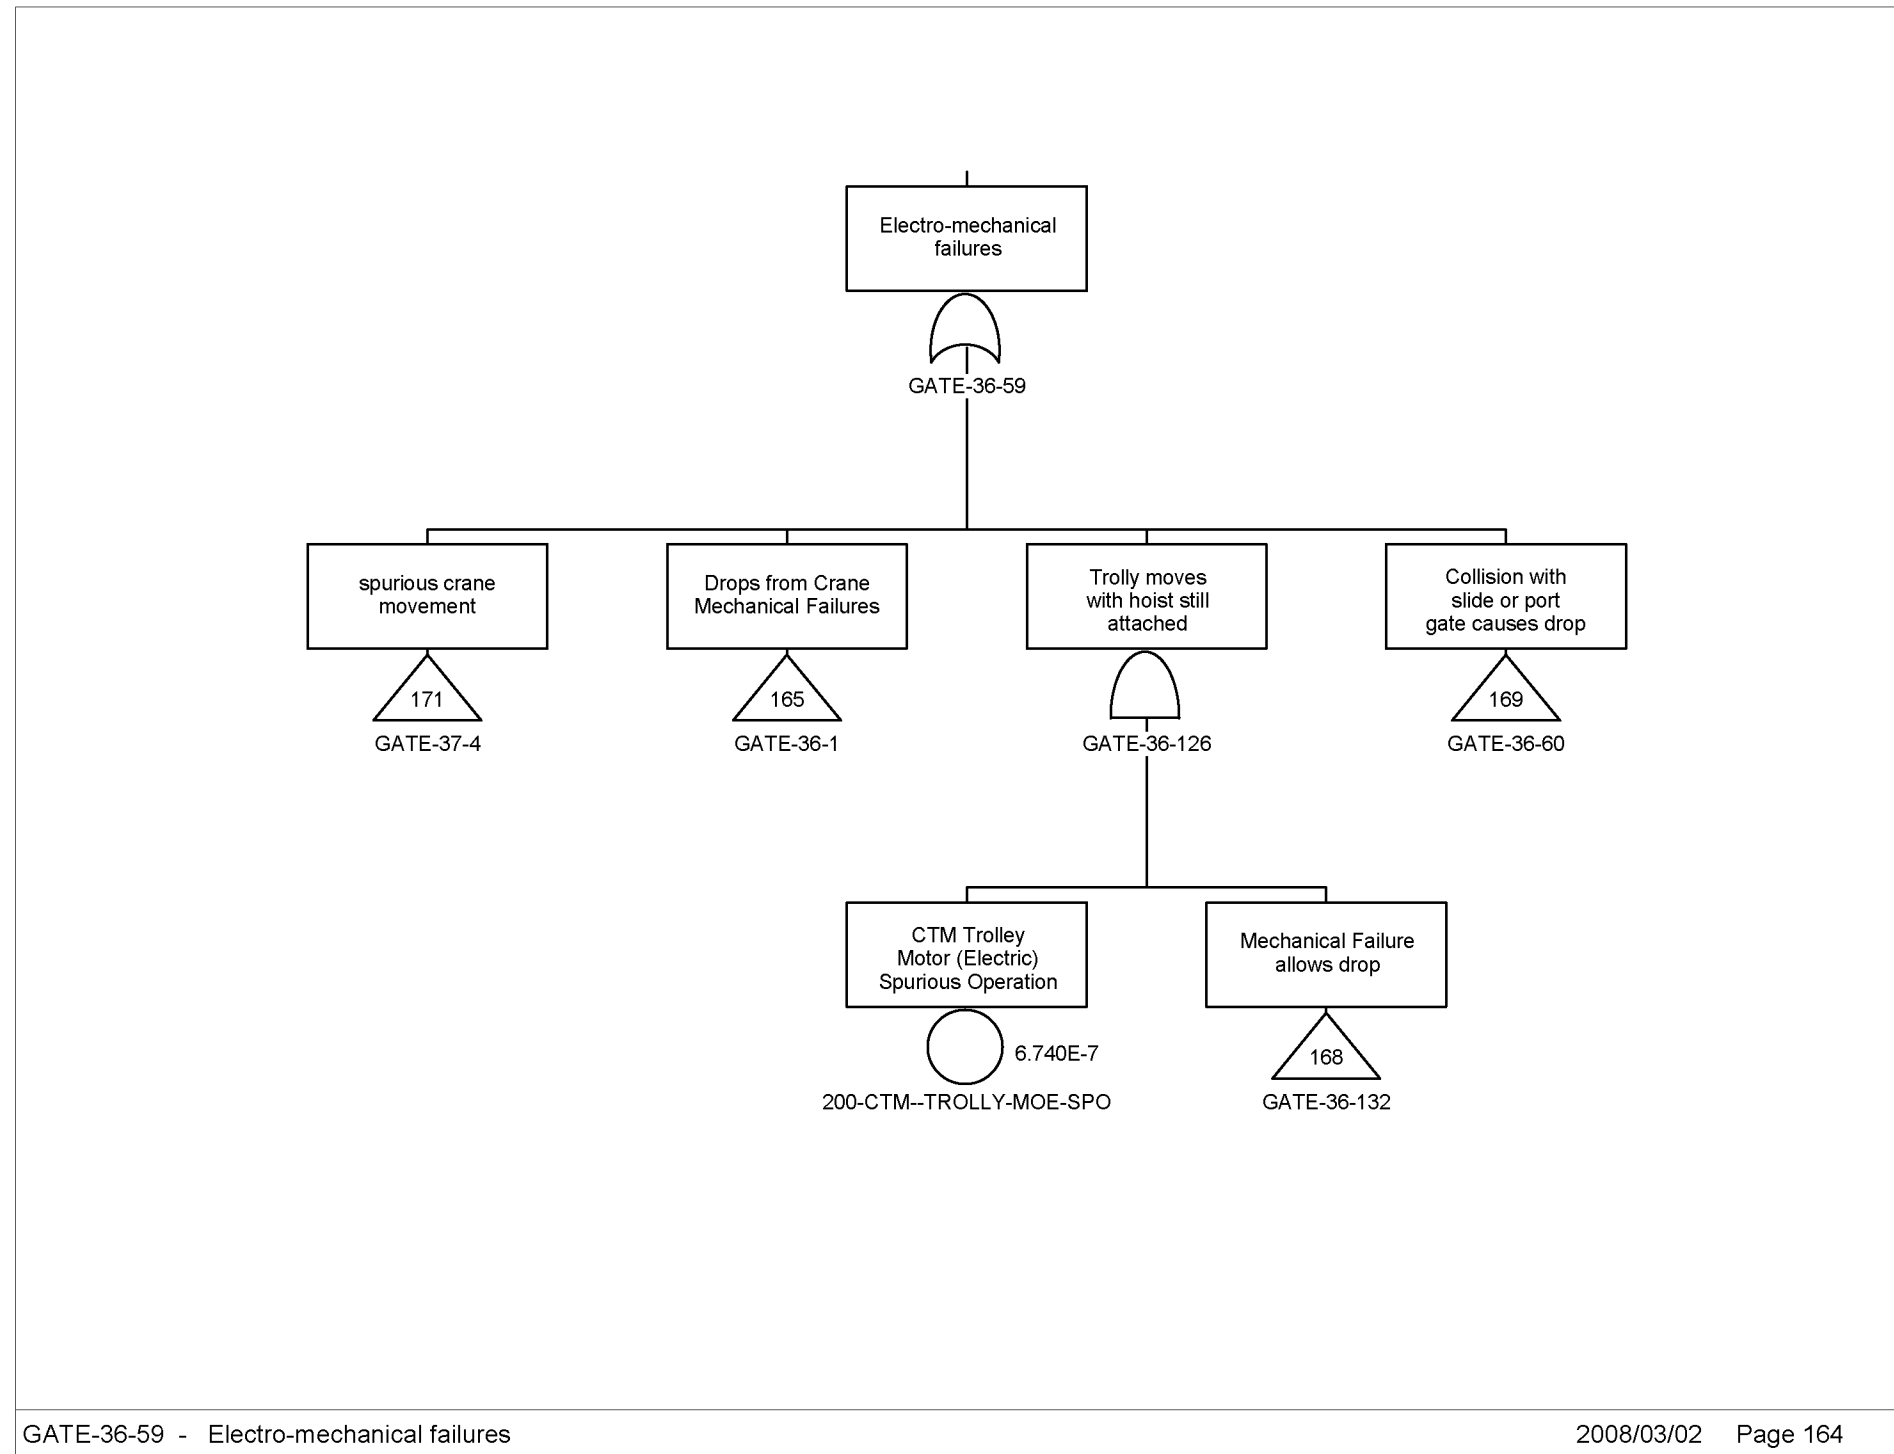 Electro-mechanical
failures
GATE-36-59
spurious crane
movement
171
GATE-37-4
Drops from Crane
Mechanical Failures
165
GATE-36-1
Trolly moves
with hoist still
attached
GATE-36-126
Collision with
slide or port
gate causes drop
169
GATE-36-60
CTM Trolley
Motor (Electric)
Spurious Operation
6.740E-7
200-CTM--TROLLY-MOE-SPO
Mechanical Failure
allows drop
168
GATE-36-132
GATE-36-59 - Electro-mechanical failures
2008/03/02 Page 164